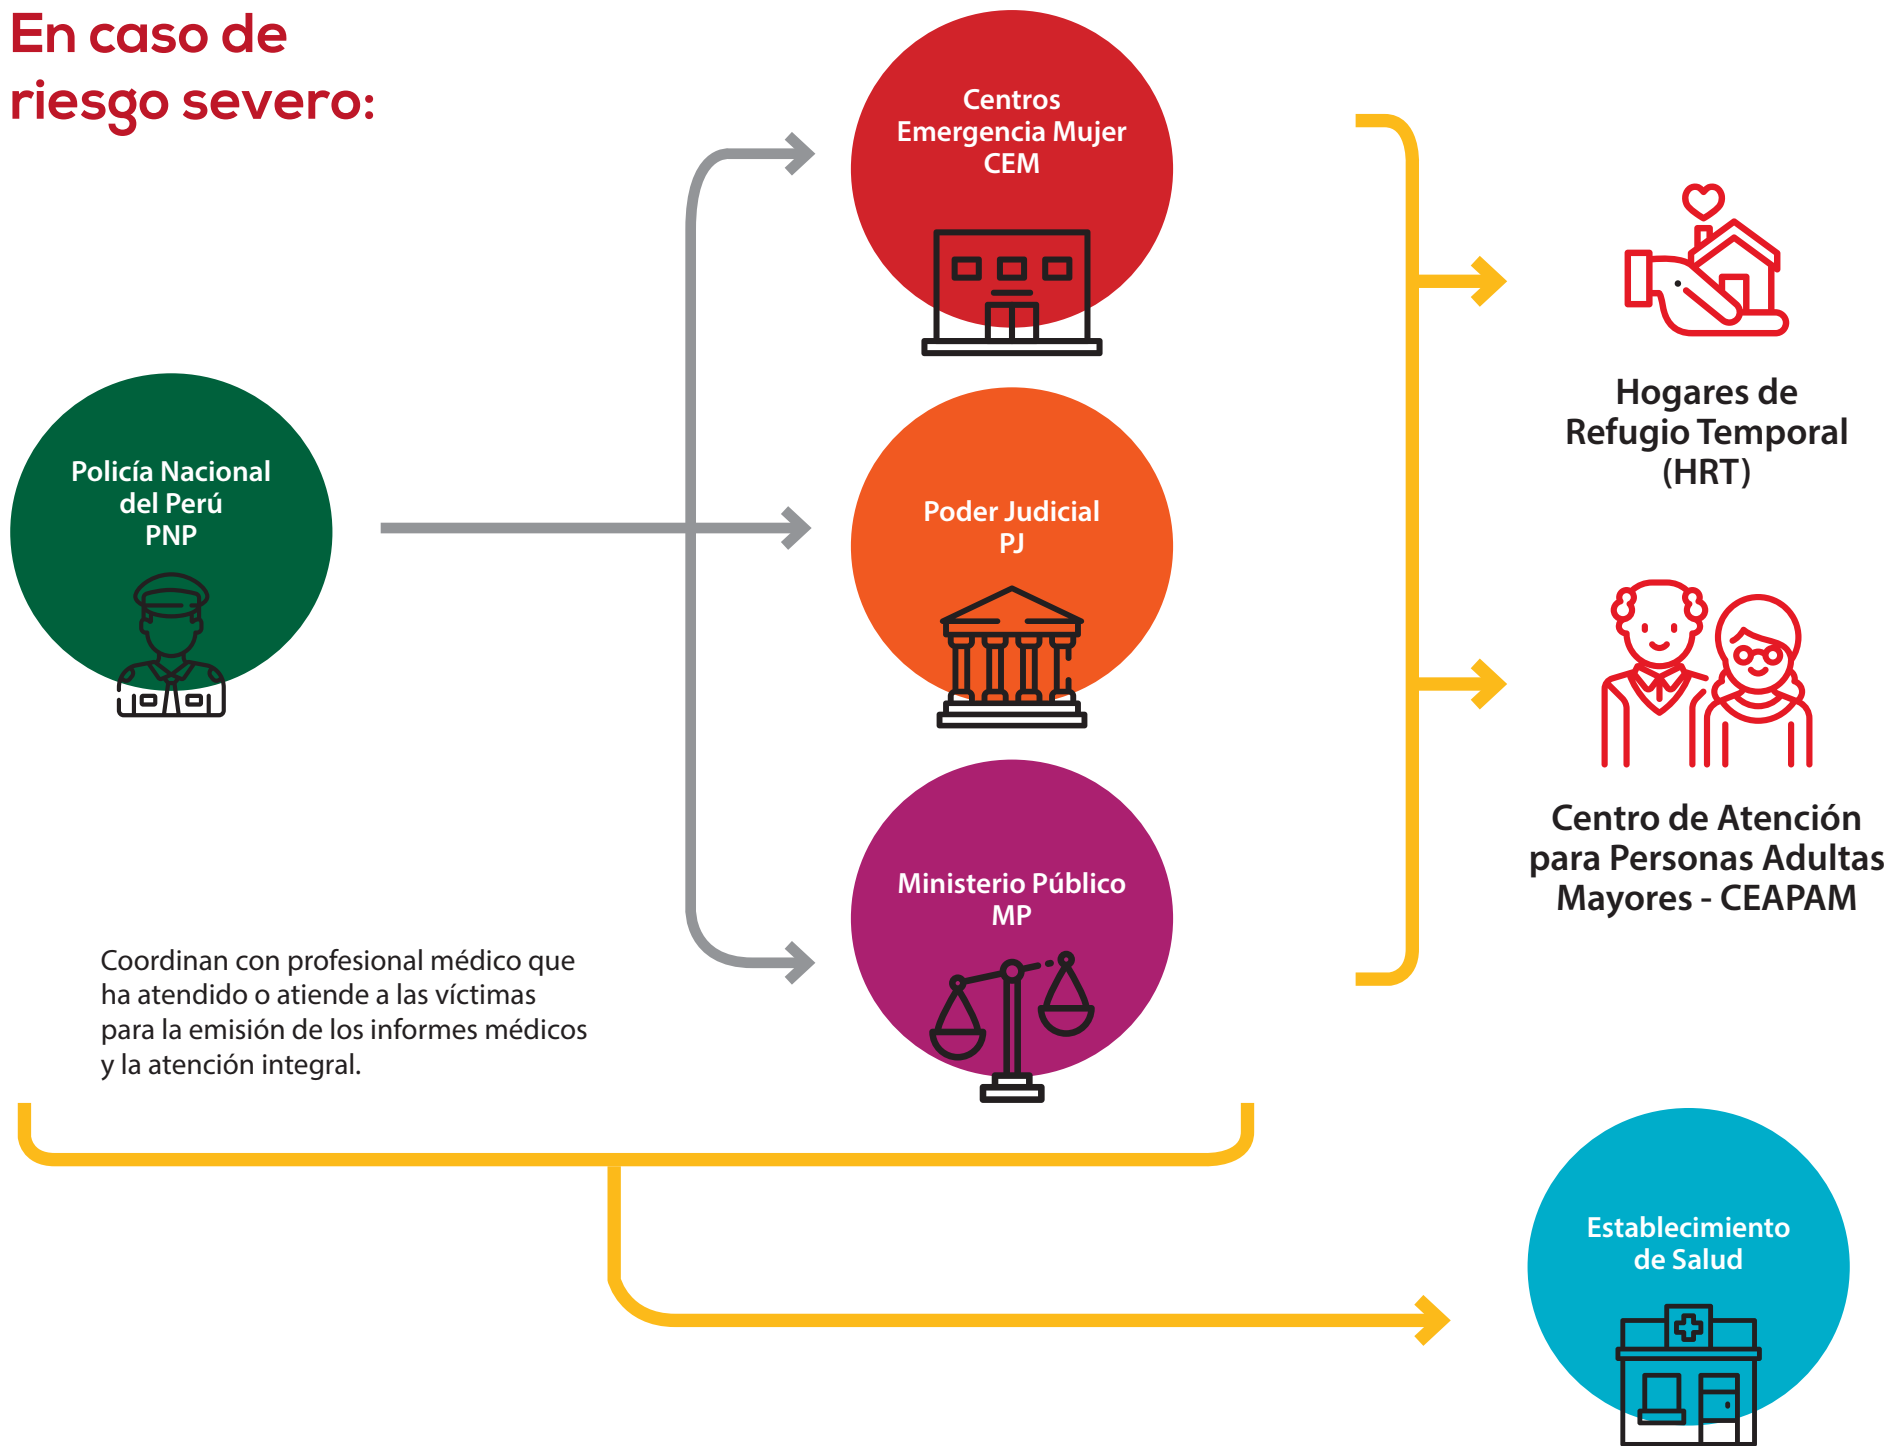 En caso de
riesgo severo:
Centros
Emergencia Mujer
CEM
Policía Nacional
del Perú
PNP
Poder Judicial
PJ
Ministerio Público
MP
Hogares de
Refugio Temporal
(HRT)
Centro de Atención
para Personas Adultas
Mayores - CEAPAM
Coordinan con profesional médico que
ha atendido o atiende a las víctimas
para la emisión de los informes médicos
y la atención integral.
Establecimiento
de Salud